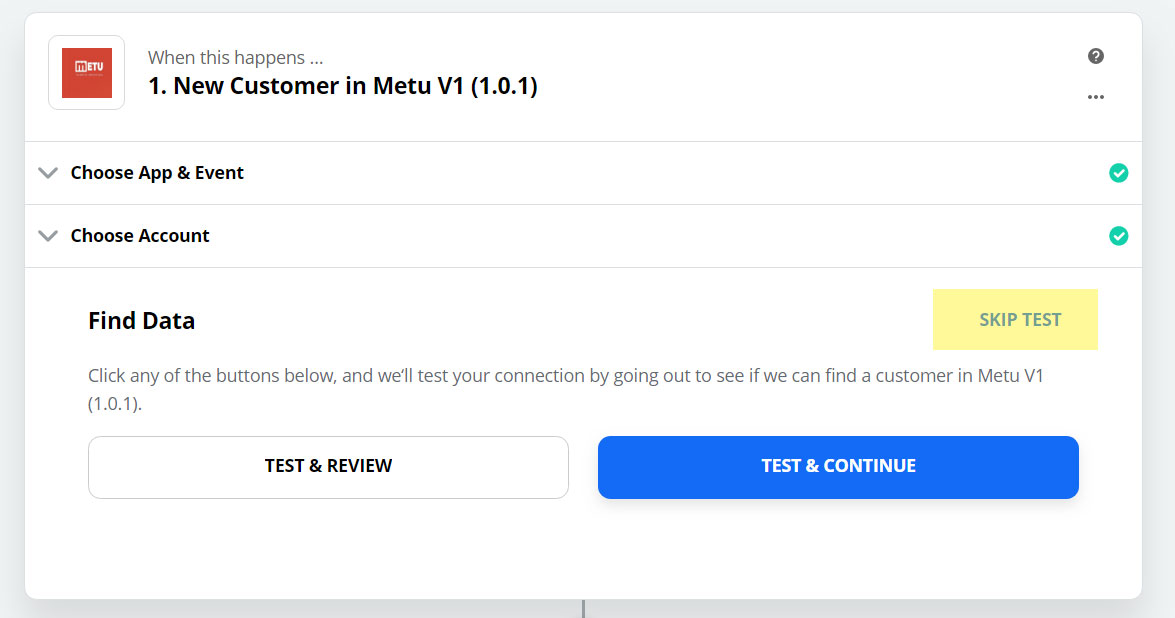 METU
When this happens ...
1. New Customer in Metu V1 (1.0.1)
?
Choose App & Event
Choose Account
Find Data
SKIP TEST
Click any of the buttons below, and we'll test your connection by going out to see if we can find a customer in Metu V1
(1.0.1).
TEST & REVIEW
TEST & CONTINUE